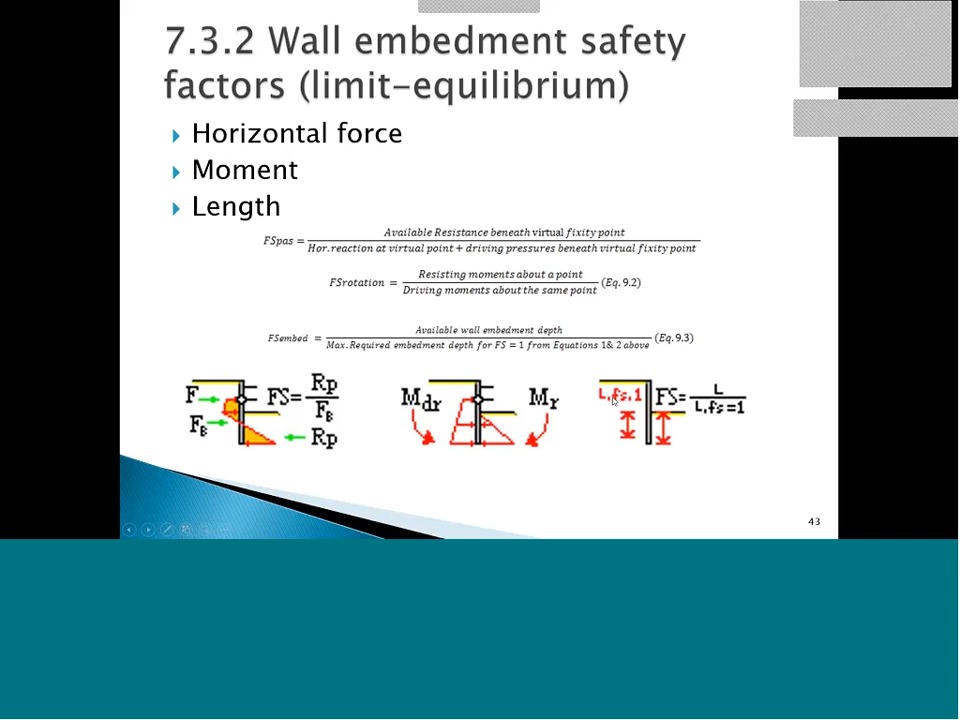 7.3.2 Wall embedment safety
factors (limit-equilibrium)
Horizontal force
Moment
Length
FSpas = Available Resistance beneath virtual fixity point
Hor.reaction at virtual point + driving pressures beneath virtual fixity point
FSrotation = Resisting moments about a point (Eq. 9.2)
Driving moments about the same point
FSembed = Available wall embedment depth (Eq. 9.3)
Max.Required embedment depth for FS = 1 from Equations 1& 2 above
F FS= Rp
FB
FB
Rp
Mdr Mr
L,fs,1 FS= L
L,fs=1
43